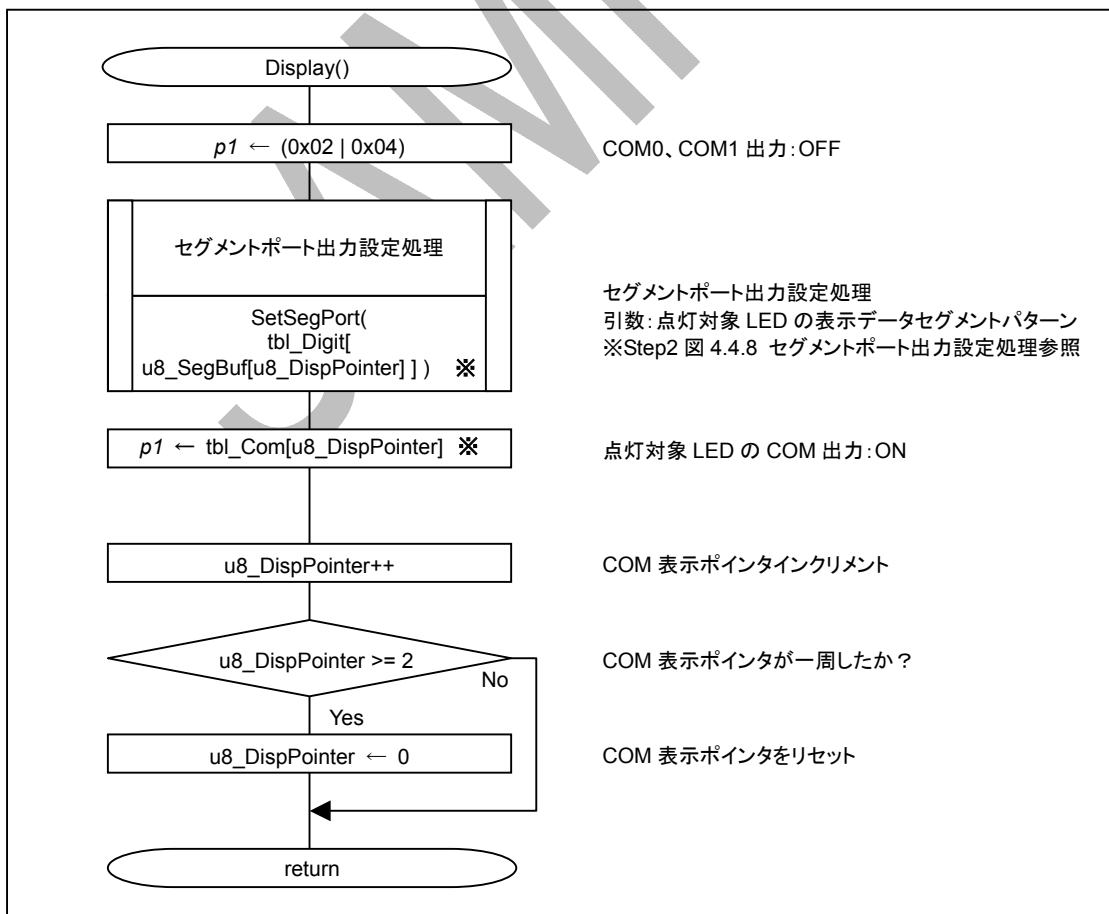 Display()
p1 ← (0x02 | 0x04)
COM0、COM1 出力：OFF
セグメントポート出力設定処理
SetSegPort(
tbl_Digit[
u8_SegBuf[u8_DispPointer] ] ) ※
セグメントポート出力設定処理
引数：点灯対象 LED の表示データセグメントパターン
※Step2 図 4.4.8 セグメントポート出力設定処理参照
p1 ← tbl_Com[u8_DispPointer] ※
点灯対象 LED の COM 出力：ON
u8_DispPointer++
COM 表示ポインタインクリメント
u8_DispPointer >= 2
COM 表示ポインタが一周したか？
No
Yes
u8_DispPointer ← 0
COM 表示ポインタをリセット
return